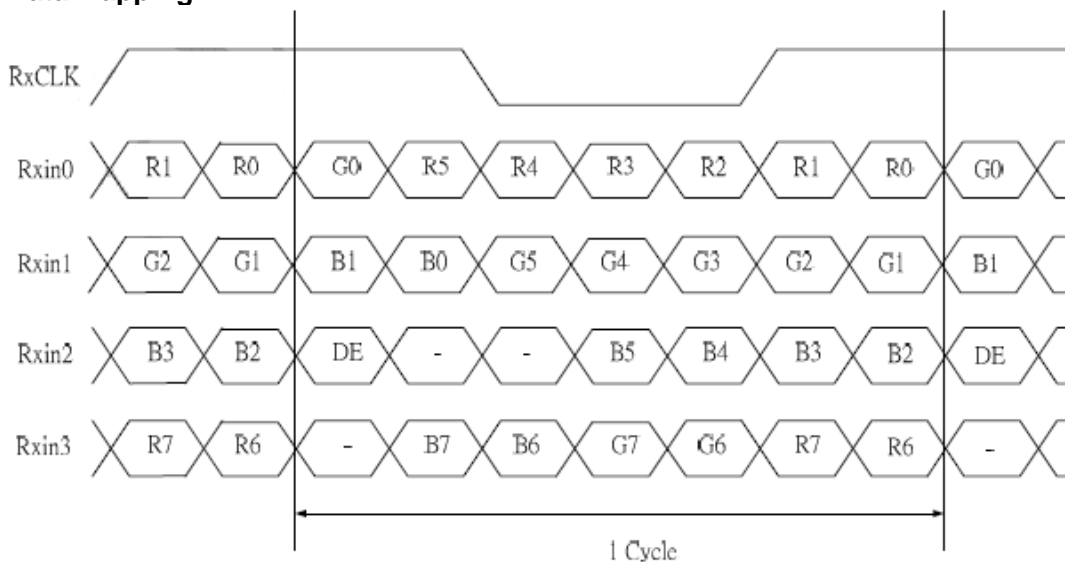 RxCLK
Rxin0 R1 R0 G0 R5 R4 R3 R2 R1 R0 G0
Rxin1 G2 G1 B1 B0 G5 G4 G3 G2 G1 B1
Rxin2 B3 B2 DE - - B5 B4 B3 B2 DE
Rxin3 R7 R6 - B7 B6 G7 G6 R7 R6 -
1 Cycle